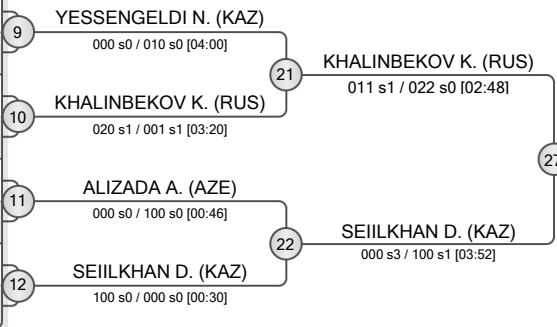 YESSENGELDI N. (KAZ)
9
000 s0 / 010 s0 [04:00]
21
KHALINBEKOV K. (RUS)
011 s1 / 022 s0 [02:48]
KHALINBEKOV K. (RUS)
10
020 s1 / 001 s1 [03:20]
27
ALIZADA A. (AZE)
11
000 s0 / 100 s0 [00:46]
22
SEIILKHAN D. (KAZ)
000 s3 / 100 s1 [03:52]
SEIILKHAN D. (KAZ)
12
100 s0 / 000 s0 [00:30]